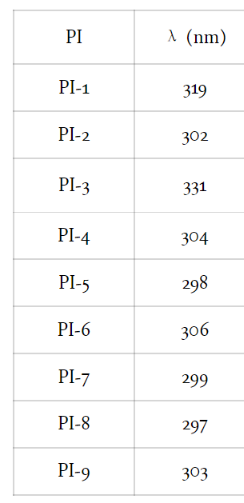 PI λ (nm)
PI-1 319
PI-2 302
PI-3 331
PI-4 304
PI-5 298
PI-6 306
PI-7 299
PI-8 297
PI-9 303